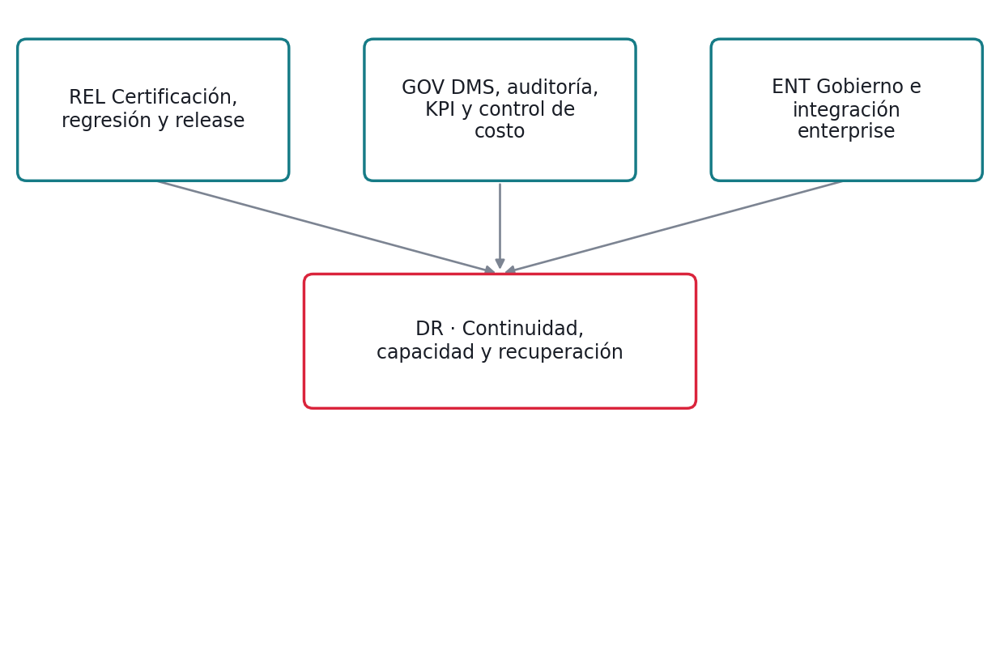 REL Certificación,
regresión y release
GOV DMS, auditoría,
KPI y control de
costo
ENT Gobierno e
integración
enterprise
DR · Continuidad,
capacidad y recuperación